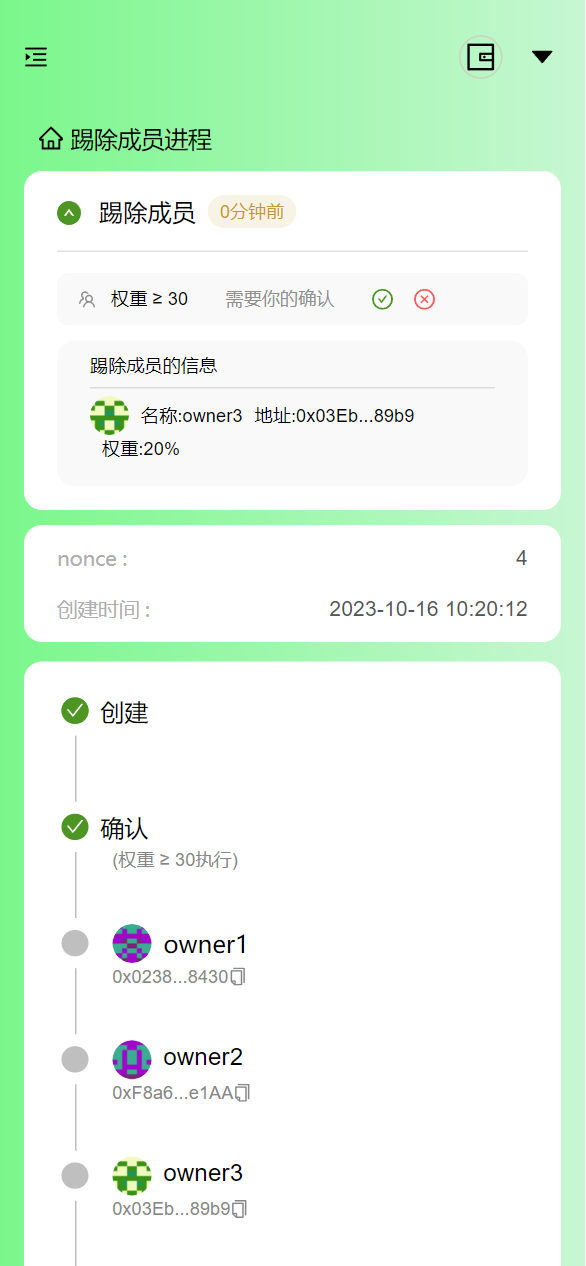 踢除成员进程
踢除成员 0分钟前
权重 ≥ 30 需要你的确认
踢除成员的信息
名称:owner3 地址:0x03Eb...89b9
权重:20%
nonce : 4
创建时间 : 2023-10-16 10:20:12
创建
确认
(权重 ≥ 30执行)
owner1
0x0238...8430
owner2
0xF8a6...e1AA
owner3
0x03Eb...89b9